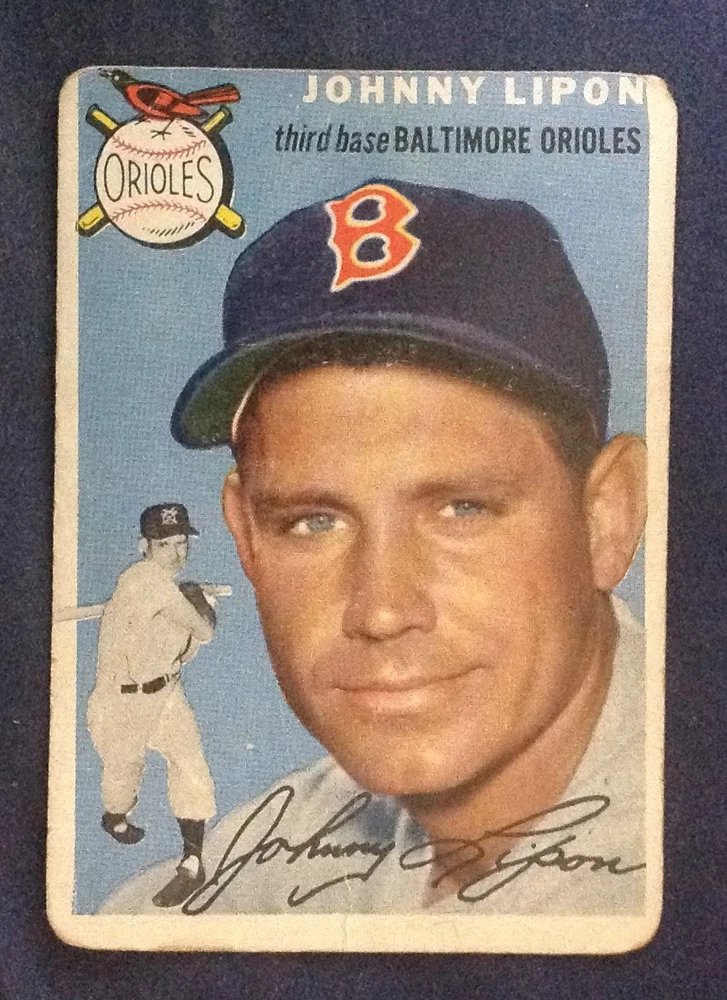 JOHNNY LIPON
third base BALTIMORE ORIOLES
ORIOLES
B
Johnny Lipon